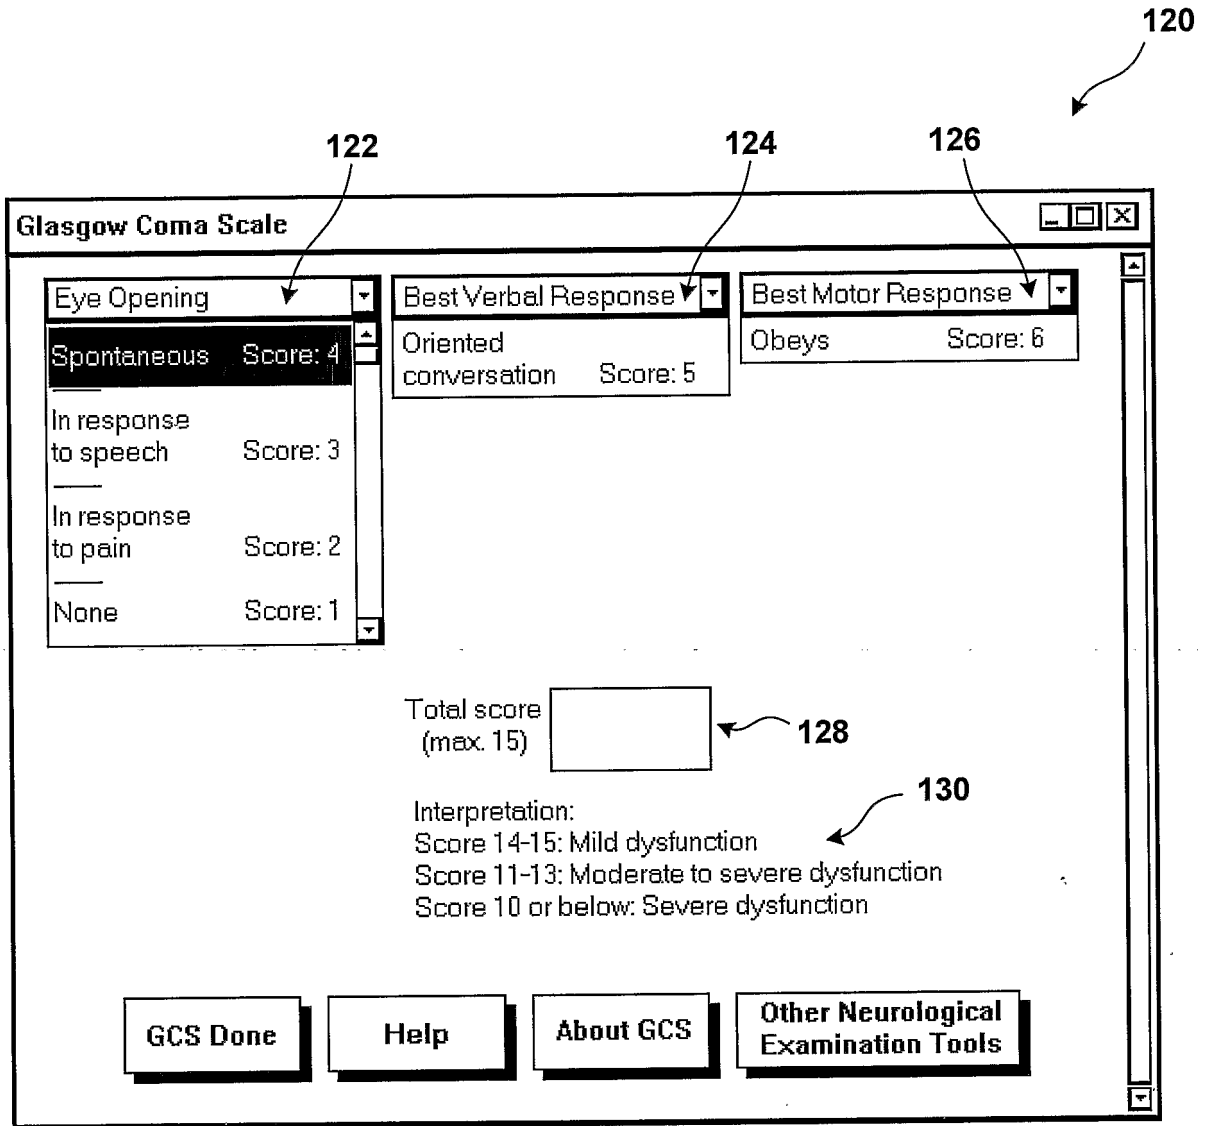 120
122
124
126
Glasgow Coma Scale
Eye Opening
Spontaneous Score: 4
In response
to speech Score: 3
In response
to pain Score: 2
None Score: 1
Best Verbal Response
Oriented
conversation Score: 5
Best Motor Response
Obeys Score: 6
Total score
(max. 15)
128
130
Interpretation:
Score 14-15: Mild dysfunction
Score 11-13: Moderate to severe dysfunction
Score 10 or below: Severe dysfunction
GCS Done
Help
About GCS
Other Neurological
Examination Tools